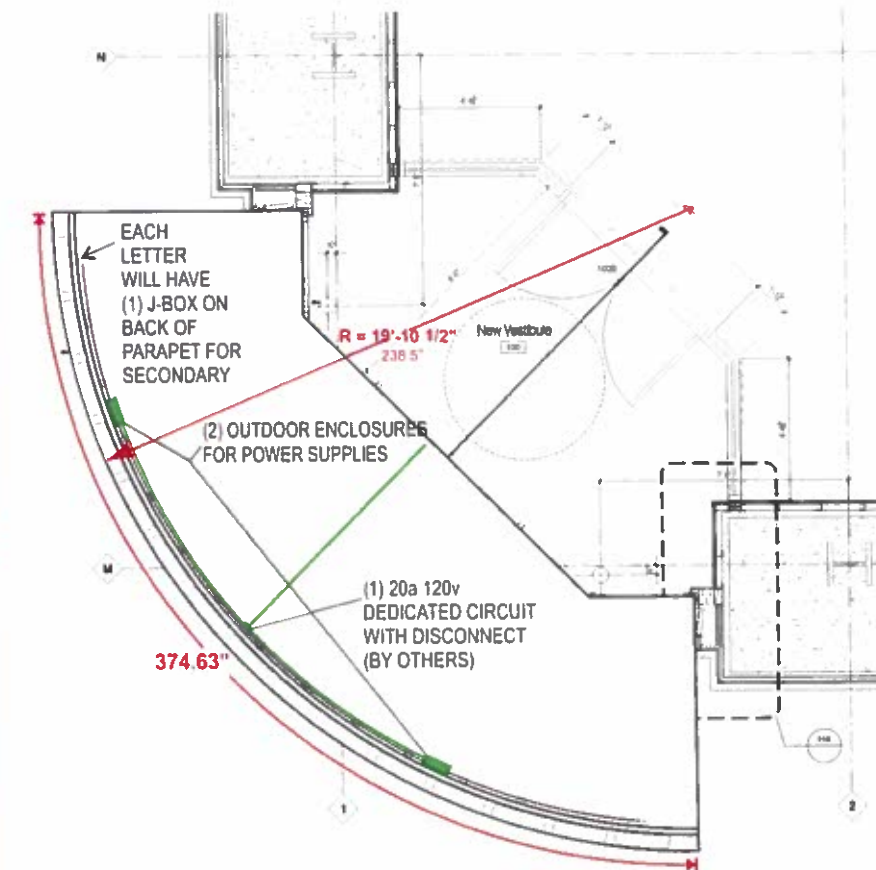 N
EACH
LETTER
WILL HAVE
(1) J-BOX ON
BACK OF
PARAPET FOR
SECONDARY
R = 19'-10 1/2"
238.5"
New Vestibule
100
(2) OUTDOOR ENCLOSURES
FOR POWER SUPPLIES
M
(1) 20a 120v
DEDICATED CIRCUIT
WITH DISCONNECT
(BY OTHERS)
374.63"
1
2